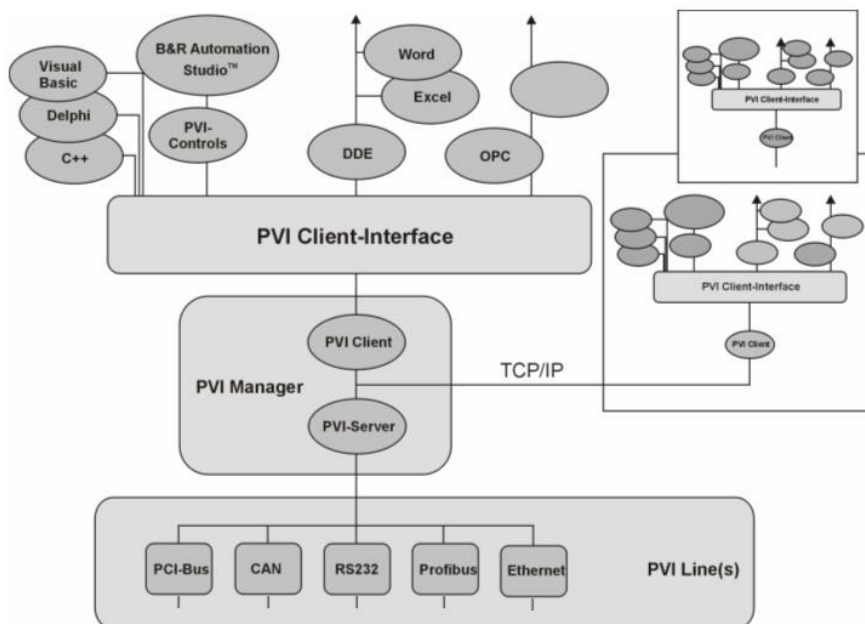 Visual
Basic
Delphi
C++
B&R Automation
Studio™
PVI-
Controls
Word
Excel
DDE
OPC
PVI Client-Interface
PVI Client
PVI Manager
PVI-Server
TCP/IP
PVI Client-Interface
PVI Client
PVI Client-Interface
PVI Client
PCI-Bus
CAN
RS232
Profibus
Ethernet
PVI Line(s)